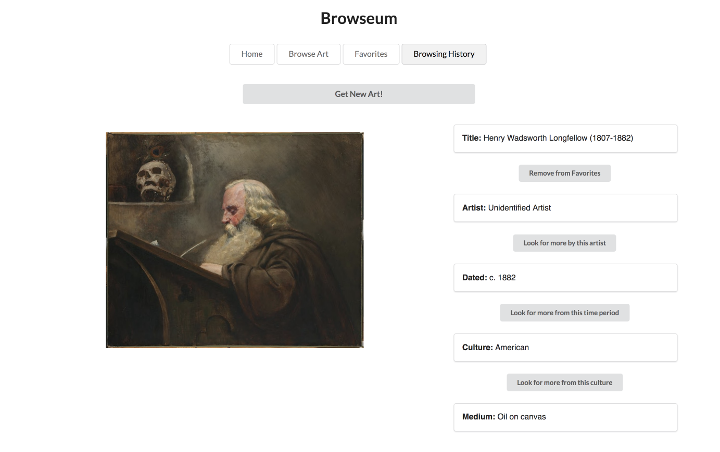 Browseum
Home
Browse Art
Favorites
Browsing History
Get New Art!
Title: Henry Wadsworth Longfellow (1807-1882)
Remove from Favorites
Artist: Unidentified Artist
Look for more by this artist
Dated: c. 1882
Look for more from this time period
Culture: American
Look for more from this culture
Medium: Oil on canvas